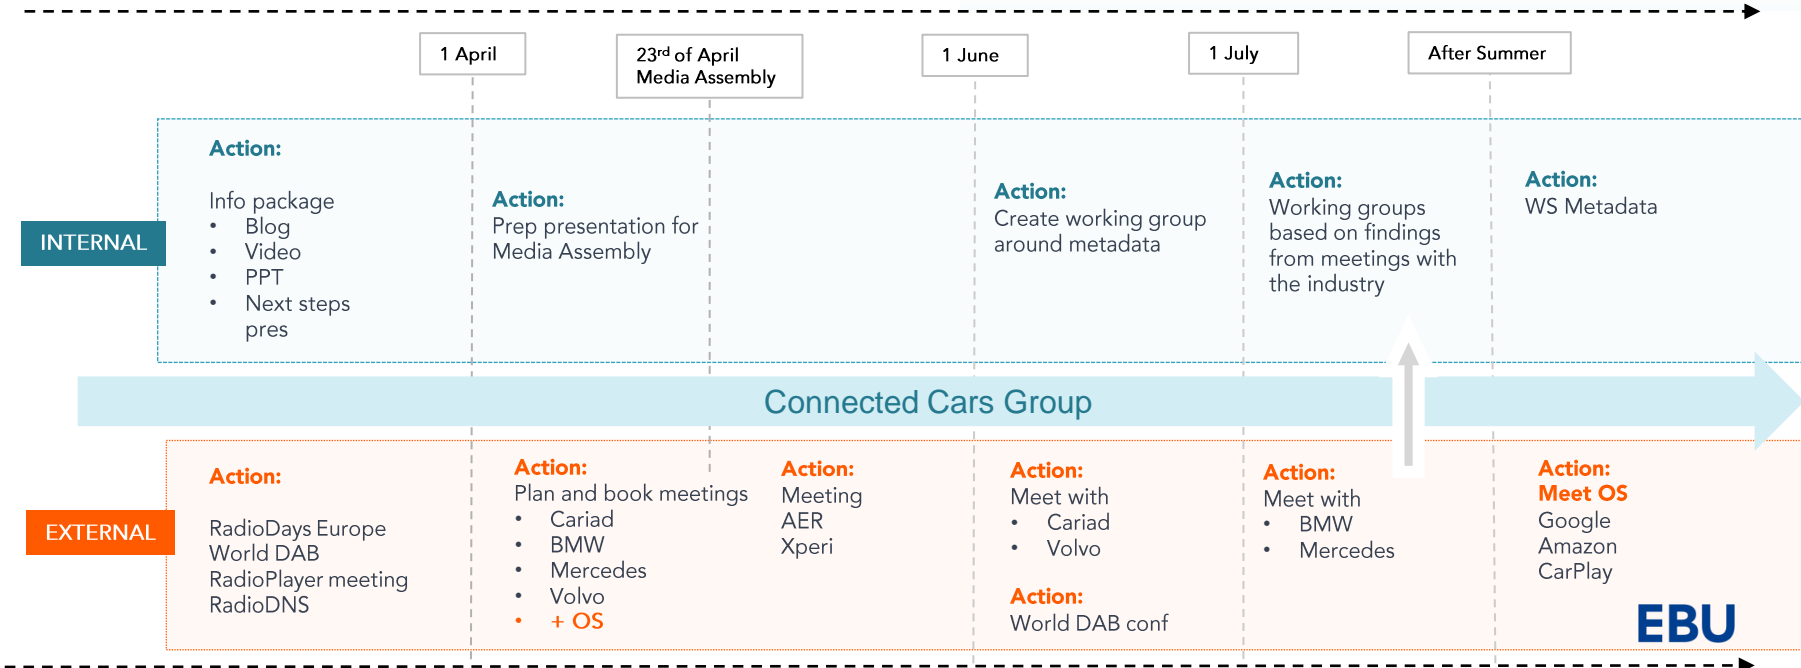 1 April
23rd of April
Media Assembly
1 June
1 July
After Summer
INTERNAL
Action:
Info package
• Blog
• Video
• PPT
• Next steps
pres
Action:
Prep presentation for
Media Assembly
Action:
Create working group
around metadata
Action:
Working groups
based on findings
from meetings with
the industry
Action:
WS Metadata
Connected Cars Group
EXTERNAL
Action:
RadioDays Europe
World DAB
RadioPlayer meeting
RadioDNS
Action:
Plan and book meetings
• Cariad
• BMW
• Mercedes
• Volvo
• + OS
Action:
Meeting
AER
Xperi
Action:
Meet with
• Cariad
• Volvo
Action:
World DAB conf
Action:
Meet with
• BMW
• Mercedes
Action:
Meet OS
Google
Amazon
CarPlay
EBU